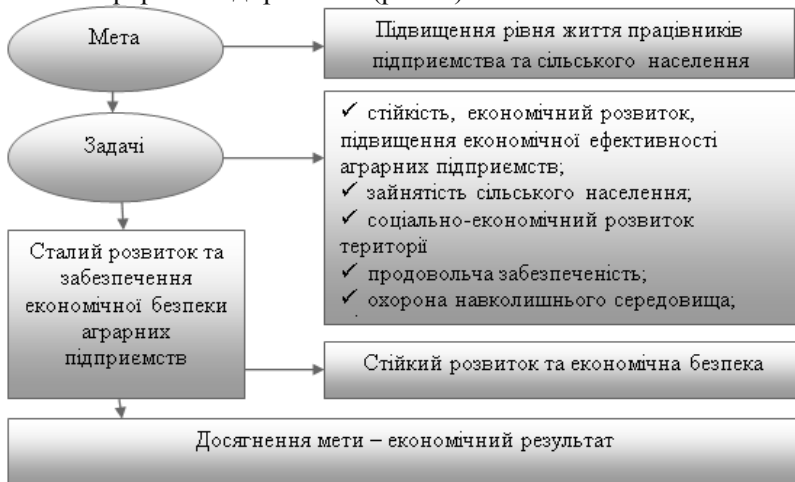 Мета
Підвищення рівня життя працівників
підприємства та сільського населення
Задачі
✓ стійкість, економічний розвиток,
підвищення економічної ефективності
аграрних підприємств;
✓ зайнятість сільського населення;
✓ соціально-економічний розвиток
території
✓ продовольча забезпеченість;
✓ охорона навколишнього середовища;
Сталий розвиток та
забезпечення
економічної безпеки
аграрних
підприємств
Стійкий розвиток та економічна безпека
Досягнення мети – економічний результат